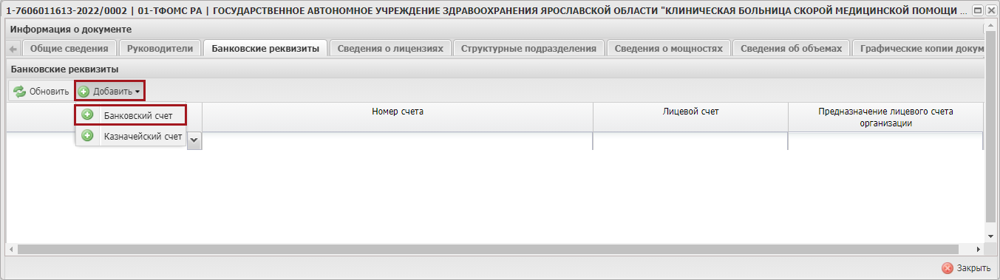 1-7606011613-2022/0002 | 01-ТФОМС РА | ГОСУДАРСТВЕННОЕ АВТОНОМНОЕ УЧРЕЖДЕНИЕ ЗДРАВООХРАНЕНИЯ ЯРОСЛАВСКОЙ ОБЛАСТИ "КЛИНИЧЕСКАЯ БОЛЬНИЦА СКОРОЙ МЕДИЦИНСКОЙ ПОМОЩИ ...
Информация о документе
Общие сведения Руководители Банковские реквизиты Сведения о лицензиях Структурные подразделения Сведения о мощностях Сведения об объемах Графические копии докум
Банковские реквизиты
Обновить Добавить
Банковский счет
Казначейский счет
Номер счета Лицевой счет Предназначение лицевого счета
организации
Закрыть